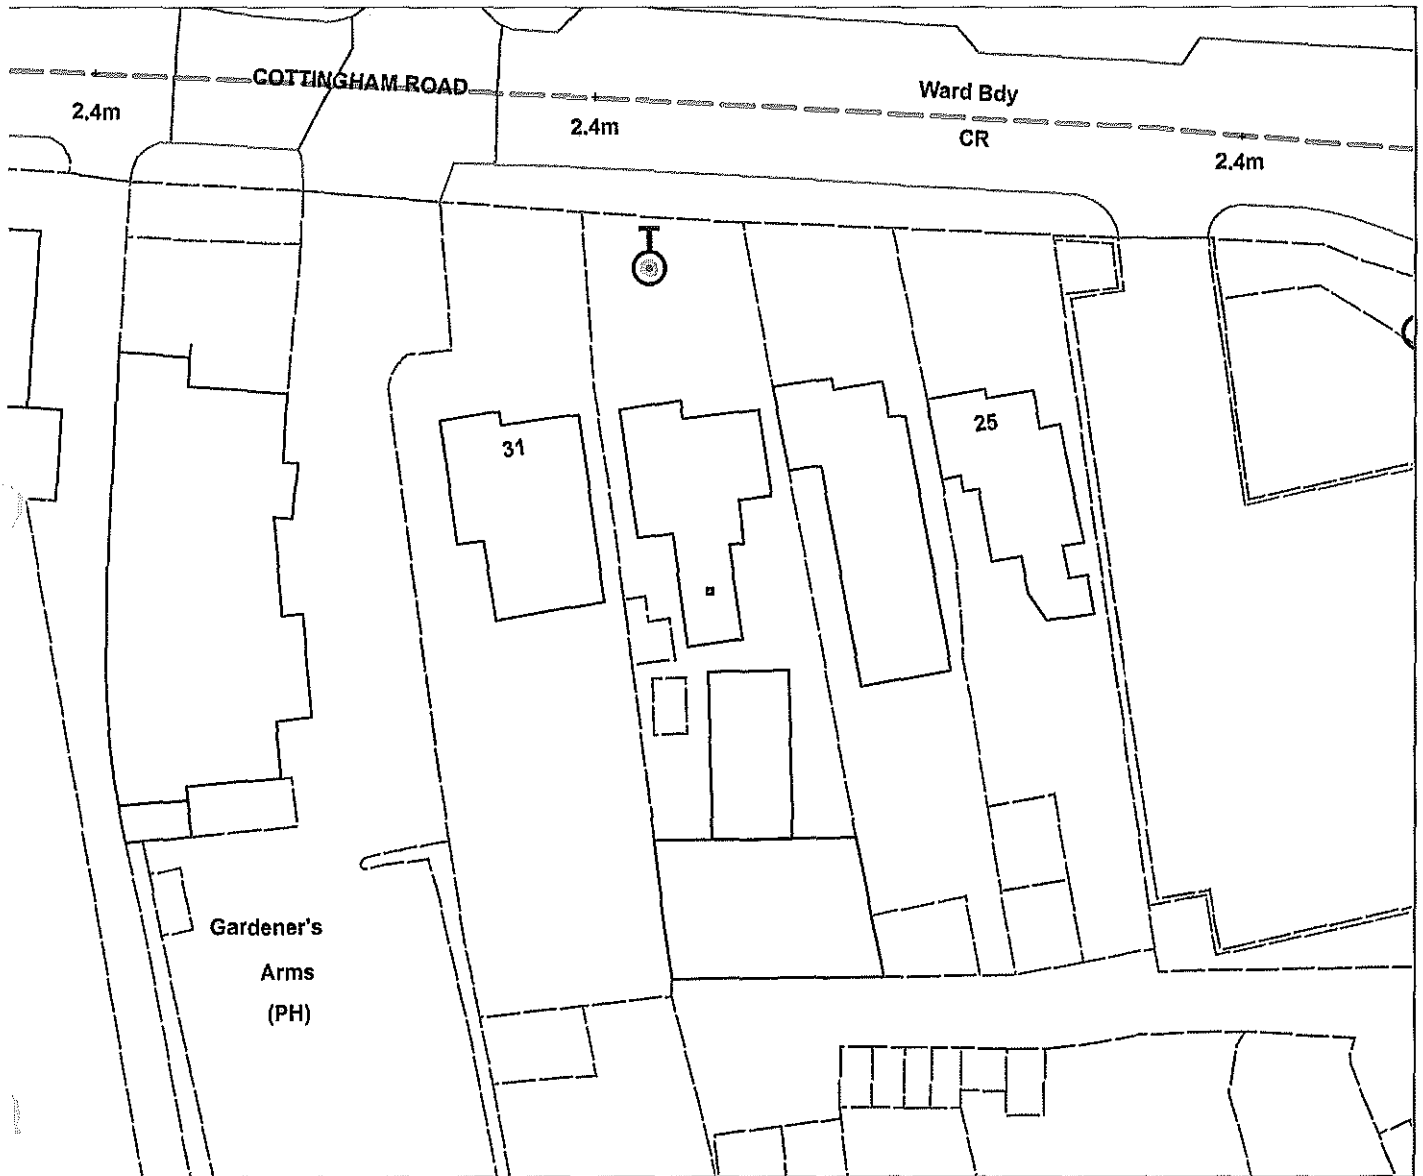 COTTINGHAM ROAD
Ward Bdy
2.4m
2.4m
CR
2.4m
31
25
Gardener's
Arms
(PH)